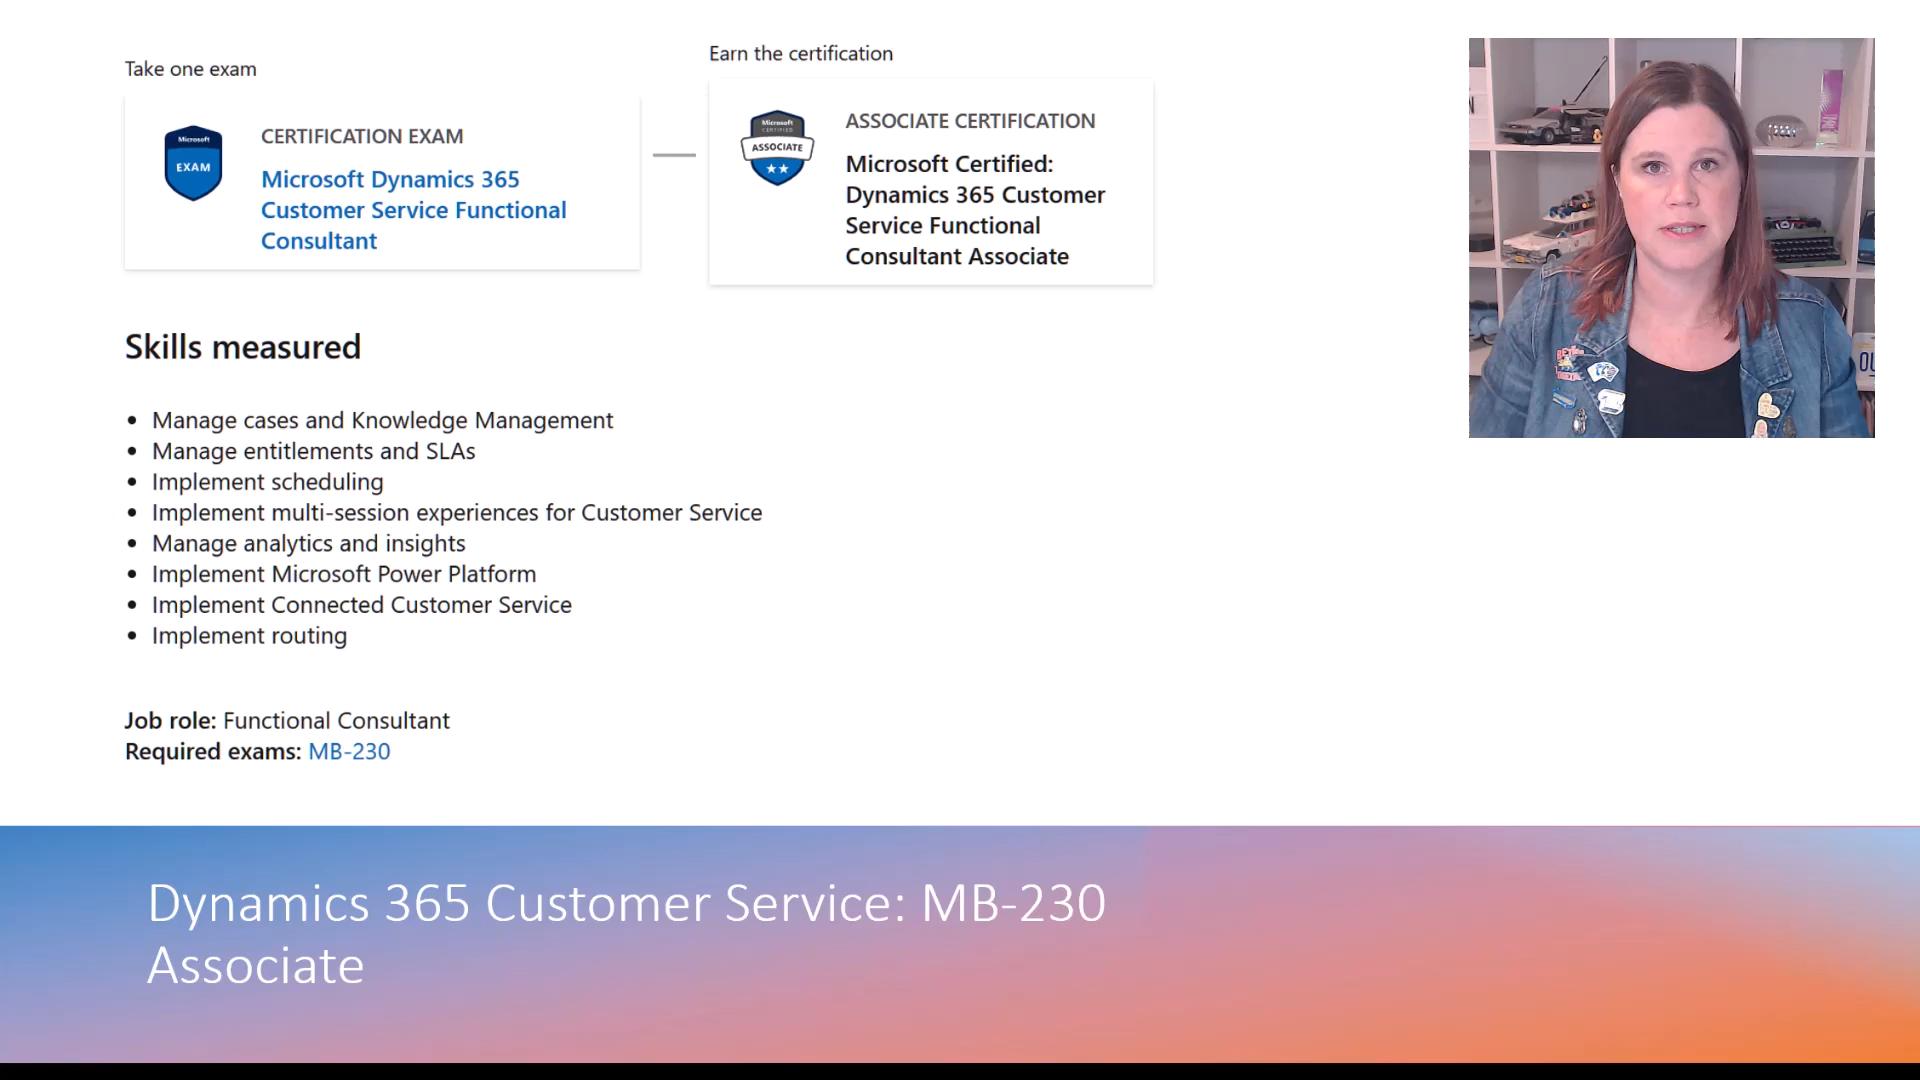 Take one exam
Microsoft
EXAM
CERTIFICATION EXAM
Microsoft Dynamics 365
Customer Service Functional
Consultant
Earn the certification
Microsoft
CERTIFIED
ASSOCIATE
ASSOCIATE CERTIFICATION
Microsoft Certified:
Dynamics 365 Customer
Service Functional
Consultant Associate
Skills measured
• Manage cases and Knowledge Management
• Manage entitlements and SLAs
• Implement scheduling
• Implement multi-session experiences for Customer Service
• Manage analytics and insights
• Implement Microsoft Power Platform
• Implement Connected Customer Service
• Implement routing
Job role: Functional Consultant
Required exams: MB-230
Dynamics 365 Customer Service: MB-230
Associate